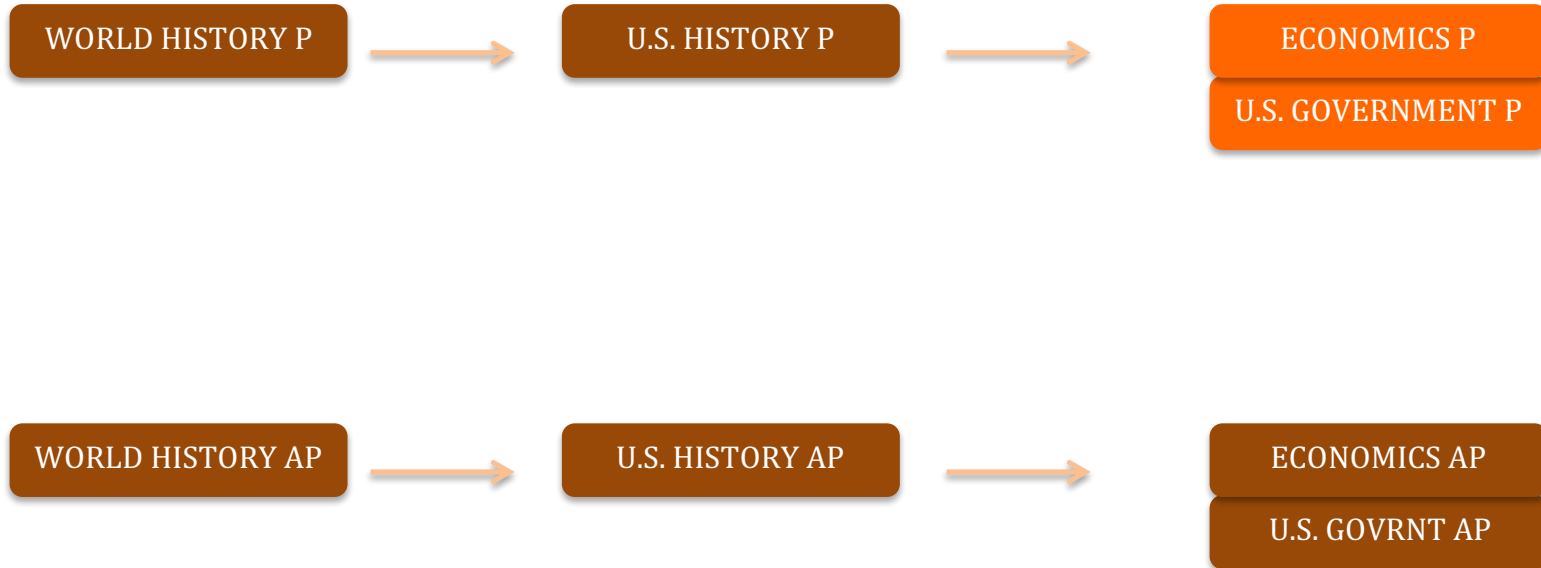 WORLD HISTORY P
U.S. HISTORY P
ECONOMICS P
U.S. GOVERNMENT P
WORLD HISTORY AP
U.S. HISTORY AP
ECONOMICS AP
U.S. GOVRNT AP